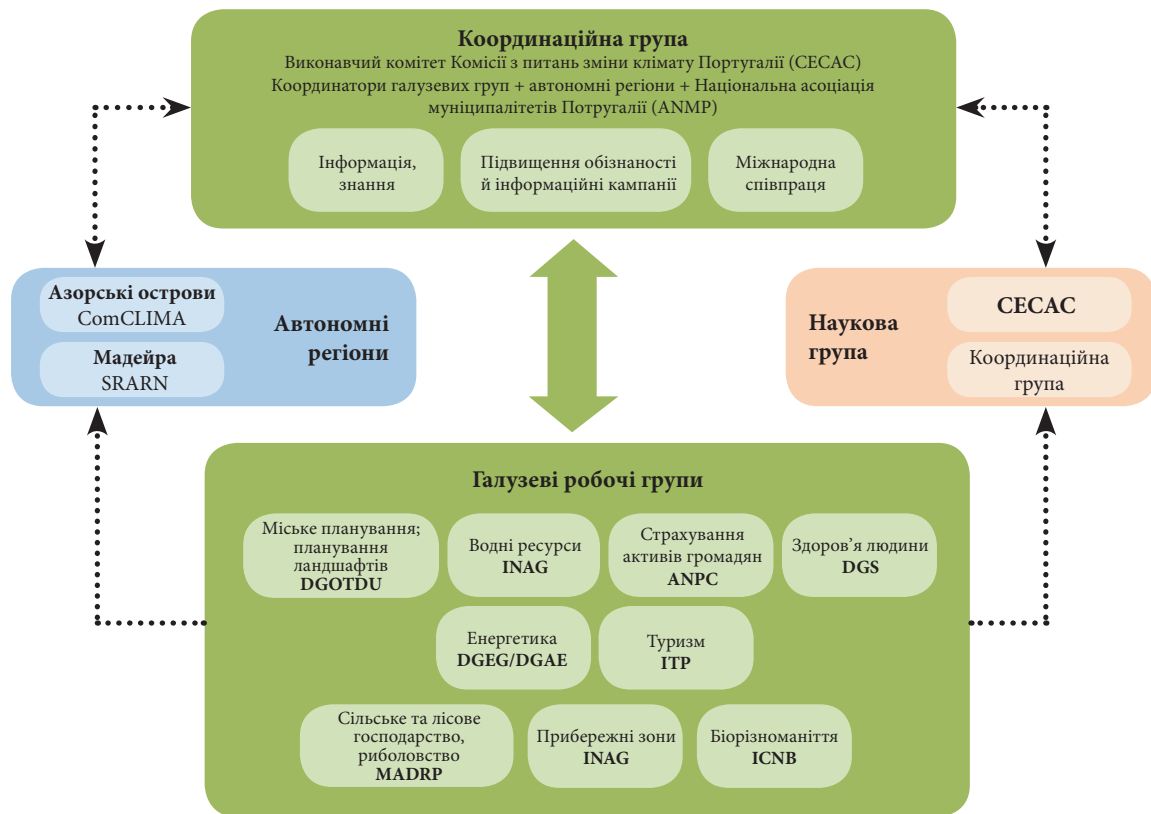 Координаційна група
Виконавчий комітет Комісії з питань зміни клімату Португалії (CECAC)
Координатори галузевих груп + автономні регіони + Національна асоціація
муніципалітетів Потругалії (ANMP)
Інформація,
знання
Підвищення обізнаності
й інформаційні кампанії
Міжнародна
співпраця
Азорські острови
ComCLIMA
Мадейра
SRARN
Автономні
регіони
Наукова
група
CECAC
Координаційна
група
Галузеві робочі групи
Міське планування;
планування
ландшафтів
DGOTDU
Водні ресурси
INAG
Страхування
активів громадян
ANPC
Здоров’я людини
DGS
Енергетика
DGEG/DGAE
Туризм
ITP
Сільське та лісове
господарство,
риболовство
MADRP
Прибережні зони
INAG
Біорізноманіття
ICNB